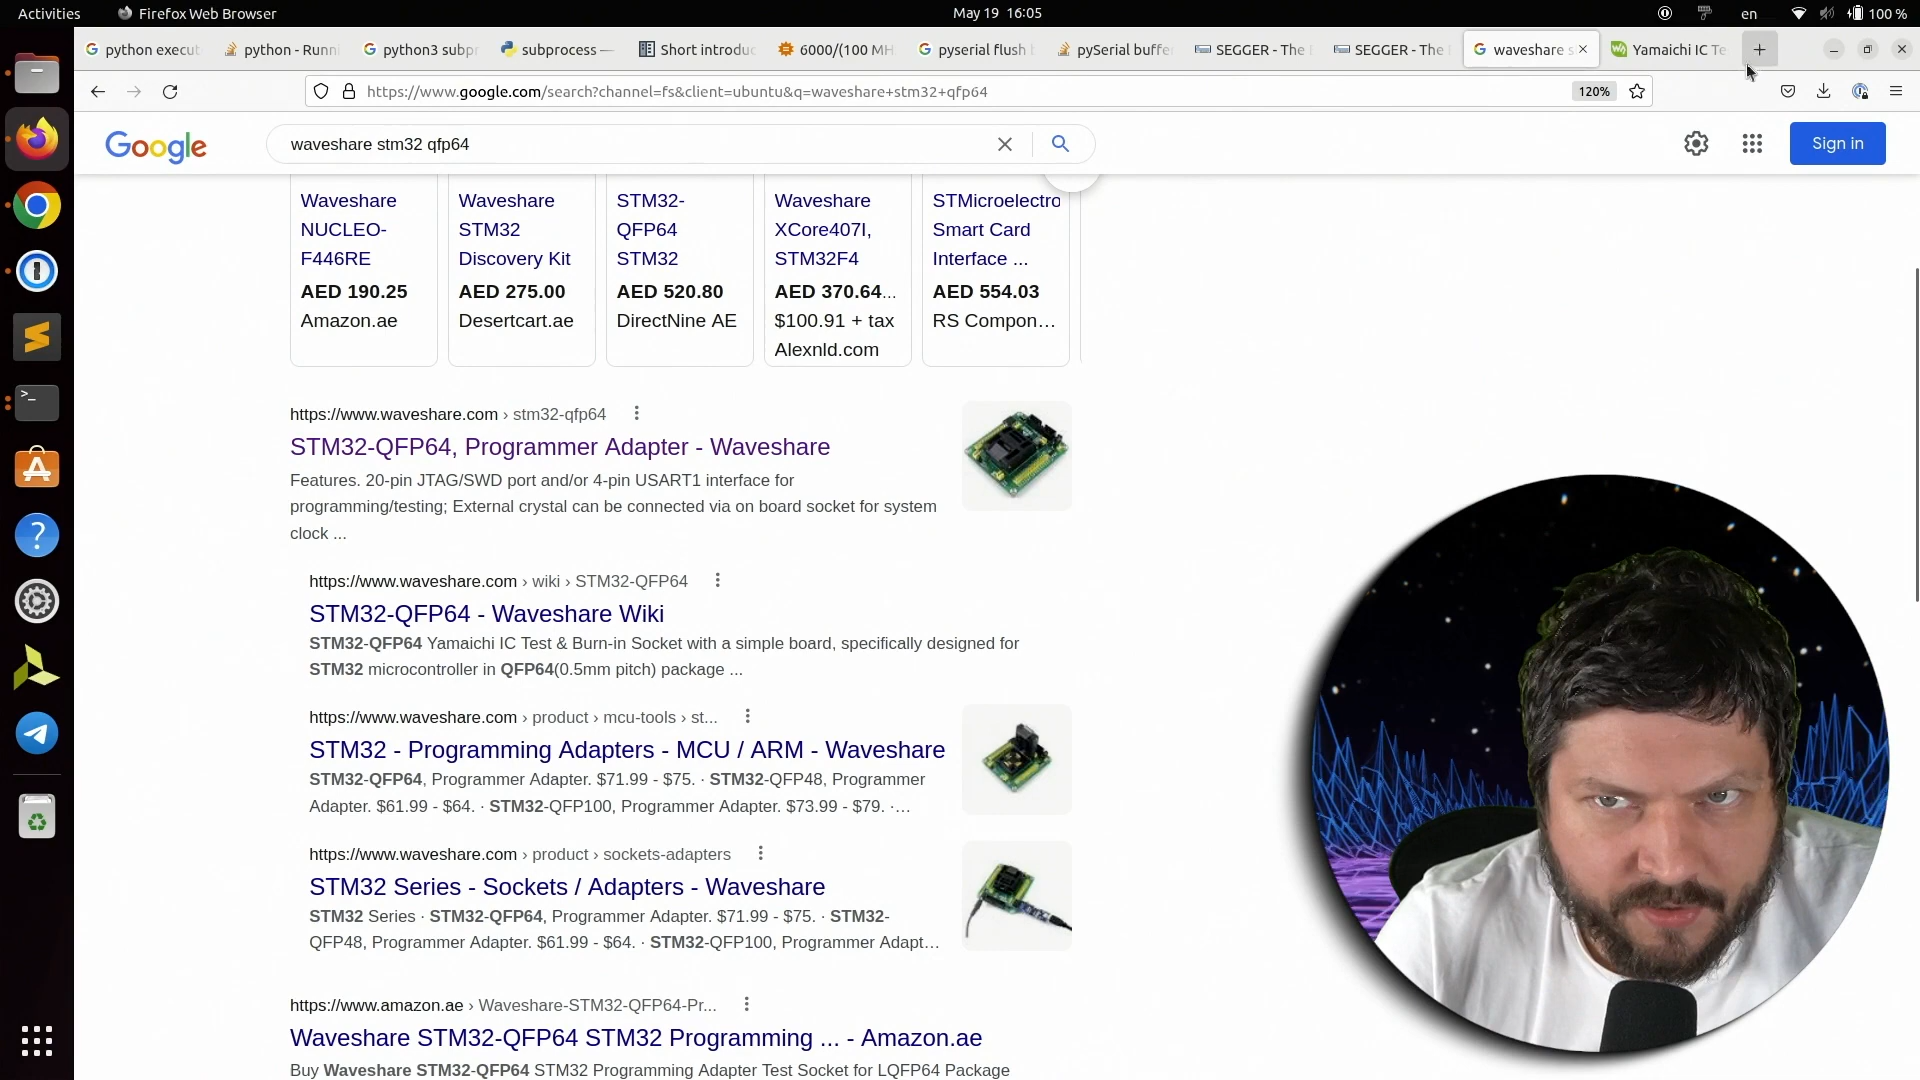 Activities
Firefox Web Browser
May 19 16:05
en
100 %
python execut
python - Runni
python3 subpr
subprocess —
Short introduc
6000/(100 MH
pyserial flush b
pySerial buffe
SEGGER - The
SEGGER - The
waveshare s
Yamaichi IC Te
https://www.google.com/search?channel=fs&client=ubuntu&q=waveshare+stm32+qfp64
120%
Google
waveshare stm32 qfp64
Sign in
Waveshare
NUCLEO-
F446RE
AED 190.25
Amazon.ae
Waveshare
STM32
Discovery Kit
AED 275.00
Desertcart.ae
STM32-
QFP64
STM32
AED 520.80
DirectNine AE
Waveshare
XCore407I,
STM32F4
AED 370.64...
$100.91 + tax
Alexnld.com
STMicroelectro
Smart Card
Interface ...
AED 554.03
RS Compon...
https://www.waveshare.com › stm32-qfp64
STM32-QFP64, Programmer Adapter - Waveshare
Features. 20-pin JTAG/SWD port and/or 4-pin USART1 interface for
programming/testing; External crystal can be connected via on board socket for system
clock ...
https://www.waveshare.com › wiki › STM32-QFP64
STM32-QFP64 - Waveshare Wiki
STM32-QFP64 Yamaichi IC Test & Burn-in Socket with a simple board, specifically designed for
STM32 microcontroller in QFP64(0.5mm pitch) package ...
https://www.waveshare.com › product › mcu-tools › st...
STM32 - Programming Adapters - MCU / ARM - Waveshare
STM32-QFP64, Programmer Adapter. $71.99 - $75. · STM32-QFP48, Programmer
Adapter. $61.99 - $64. · STM32-QFP100, Programmer Adapter. $73.99 - $79. ·...
https://www.waveshare.com › product › sockets-adapters
STM32 Series - Sockets / Adapters - Waveshare
STM32 Series · STM32-QFP64, Programmer Adapter. $71.99 - $75. · STM32-
QFP48, Programmer Adapter. $61.99 - $64. · STM32-QFP100, Programmer Adapt...
https://www.amazon.ae › Waveshare-STM32-QFP64-Pr...
Waveshare STM32-QFP64 STM32 Programming ... - Amazon.ae
Buy Waveshare STM32-QFP64 STM32 Programming Adapter Test Socket for LQFP64 Package